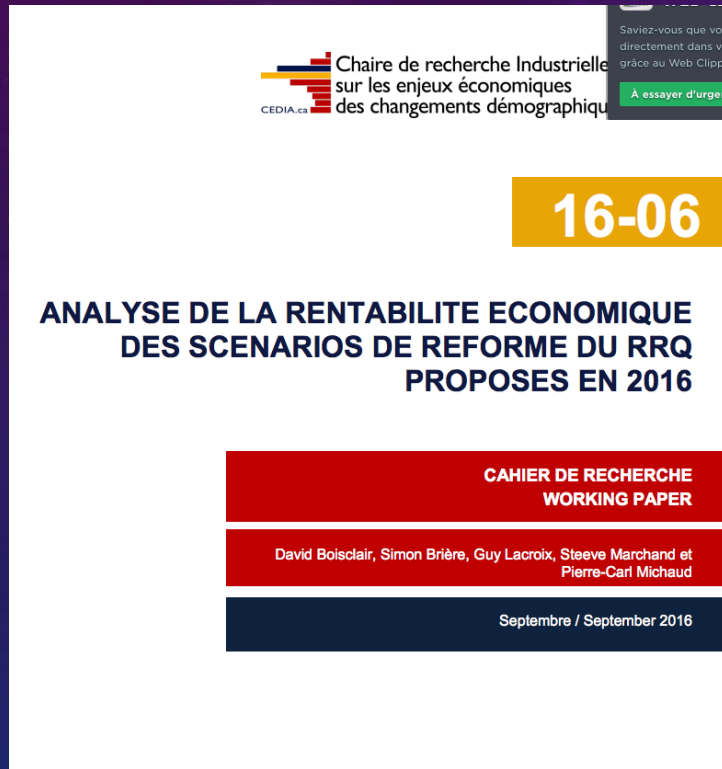 Saviez-vous que vo
directement dans v
grâce au Web Clipp
À essayer d'urge
Chaire de recherche Industrielle
sur les enjeux économiques
des changements démographiqu
CEDIA.ca
16-06
ANALYSE DE LA RENTABILITE ECONOMIQUE
DES SCENARIOS DE REFORME DU RRQ
PROPOSES EN 2016
CAHIER DE RECHERCHE
WORKING PAPER
David Boisclair, Simon Brière, Guy Lacroix, Steeve Marchand et
Pierre-Carl Michaud
Septembre / September 2016